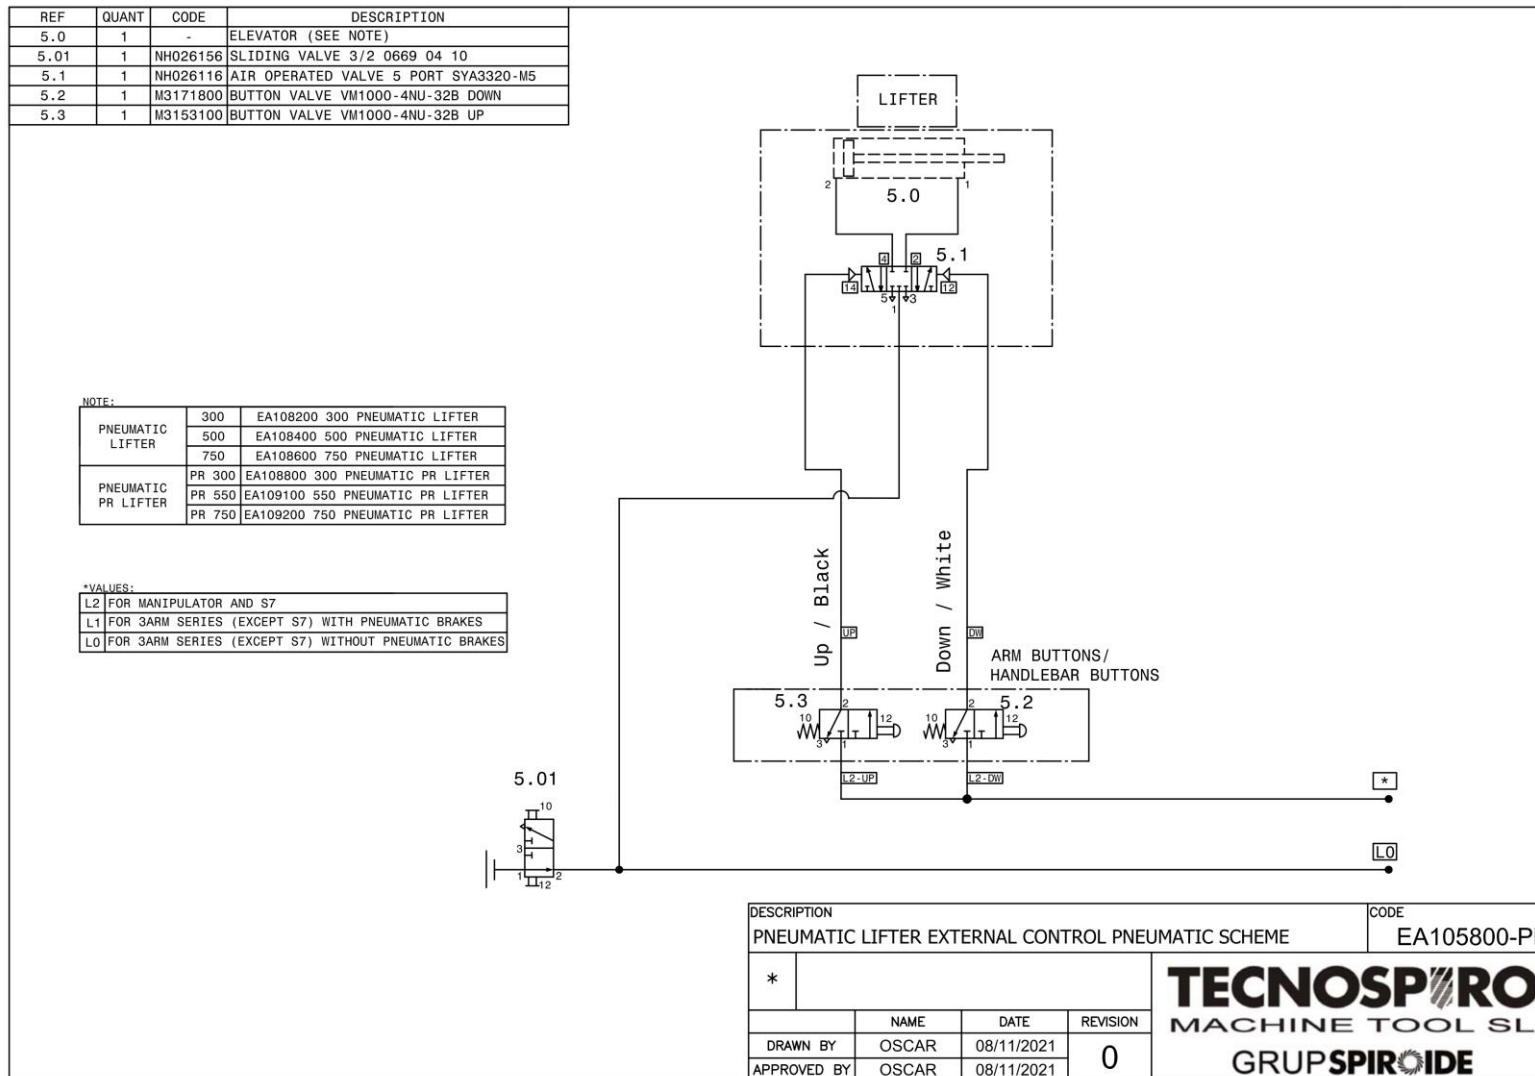 REF QUANT CODE DESCRIPTION
5.0 1 - ELEVATOR (SEE NOTE)
5.01 1 NH026156 SLIDING VALVE 3/2 0669 04 10
5.1 1 NH026116 AIR OPERATED VALVE 5 PORT SYA3320-M5
5.2 1 M3171800 BUTTON VALVE VM1000-4NU-32B DOWN
5.3 1 M3153100 BUTTON VALVE VM1000-4NU-32B UP
LIFTER
2 1
5.0
5.1
4 2
14 12
5 3
1
NOTE:
PNEUMATIC LIFTER
300 EA108200 300 PNEUMATIC LIFTER
500 EA108400 500 PNEUMATIC LIFTER
750 EA108600 750 PNEUMATIC LIFTER
PNEUMATIC PR LIFTER
PR 300 EA108800 300 PNEUMATIC PR LIFTER
PR 550 EA109100 550 PNEUMATIC PR LIFTER
PR 750 EA109200 750 PNEUMATIC PR LIFTER
*VALUES:
L2 FOR MANIPULATOR AND S7
L1 FOR 3ARM SERIES (EXCEPT S7) WITH PNEUMATIC BRAKES
L0 FOR 3ARM SERIES (EXCEPT S7) WITHOUT PNEUMATIC BRAKES
Up / Black
Down / White
UP DW
ARM BUTTONS/
HANDLEBAR BUTTONS
5.3 2 2 5.2
10 12 10 12
3 1 3 1
L2-UP L2-DW
*
5.01
10
3
1 2
12
L0
DESCRIPTION CODE
PNEUMATIC LIFTER EXTERNAL CONTROL PNEUMATIC SCHEME EA105800-P
*
NAME DATE REVISION
DRAWN BY OSCAR 08/11/2021 0
APPROVED BY OSCAR 08/11/2021
TECNOSPIRO
MACHINE TOOL SL
GRUPSPIROIDE